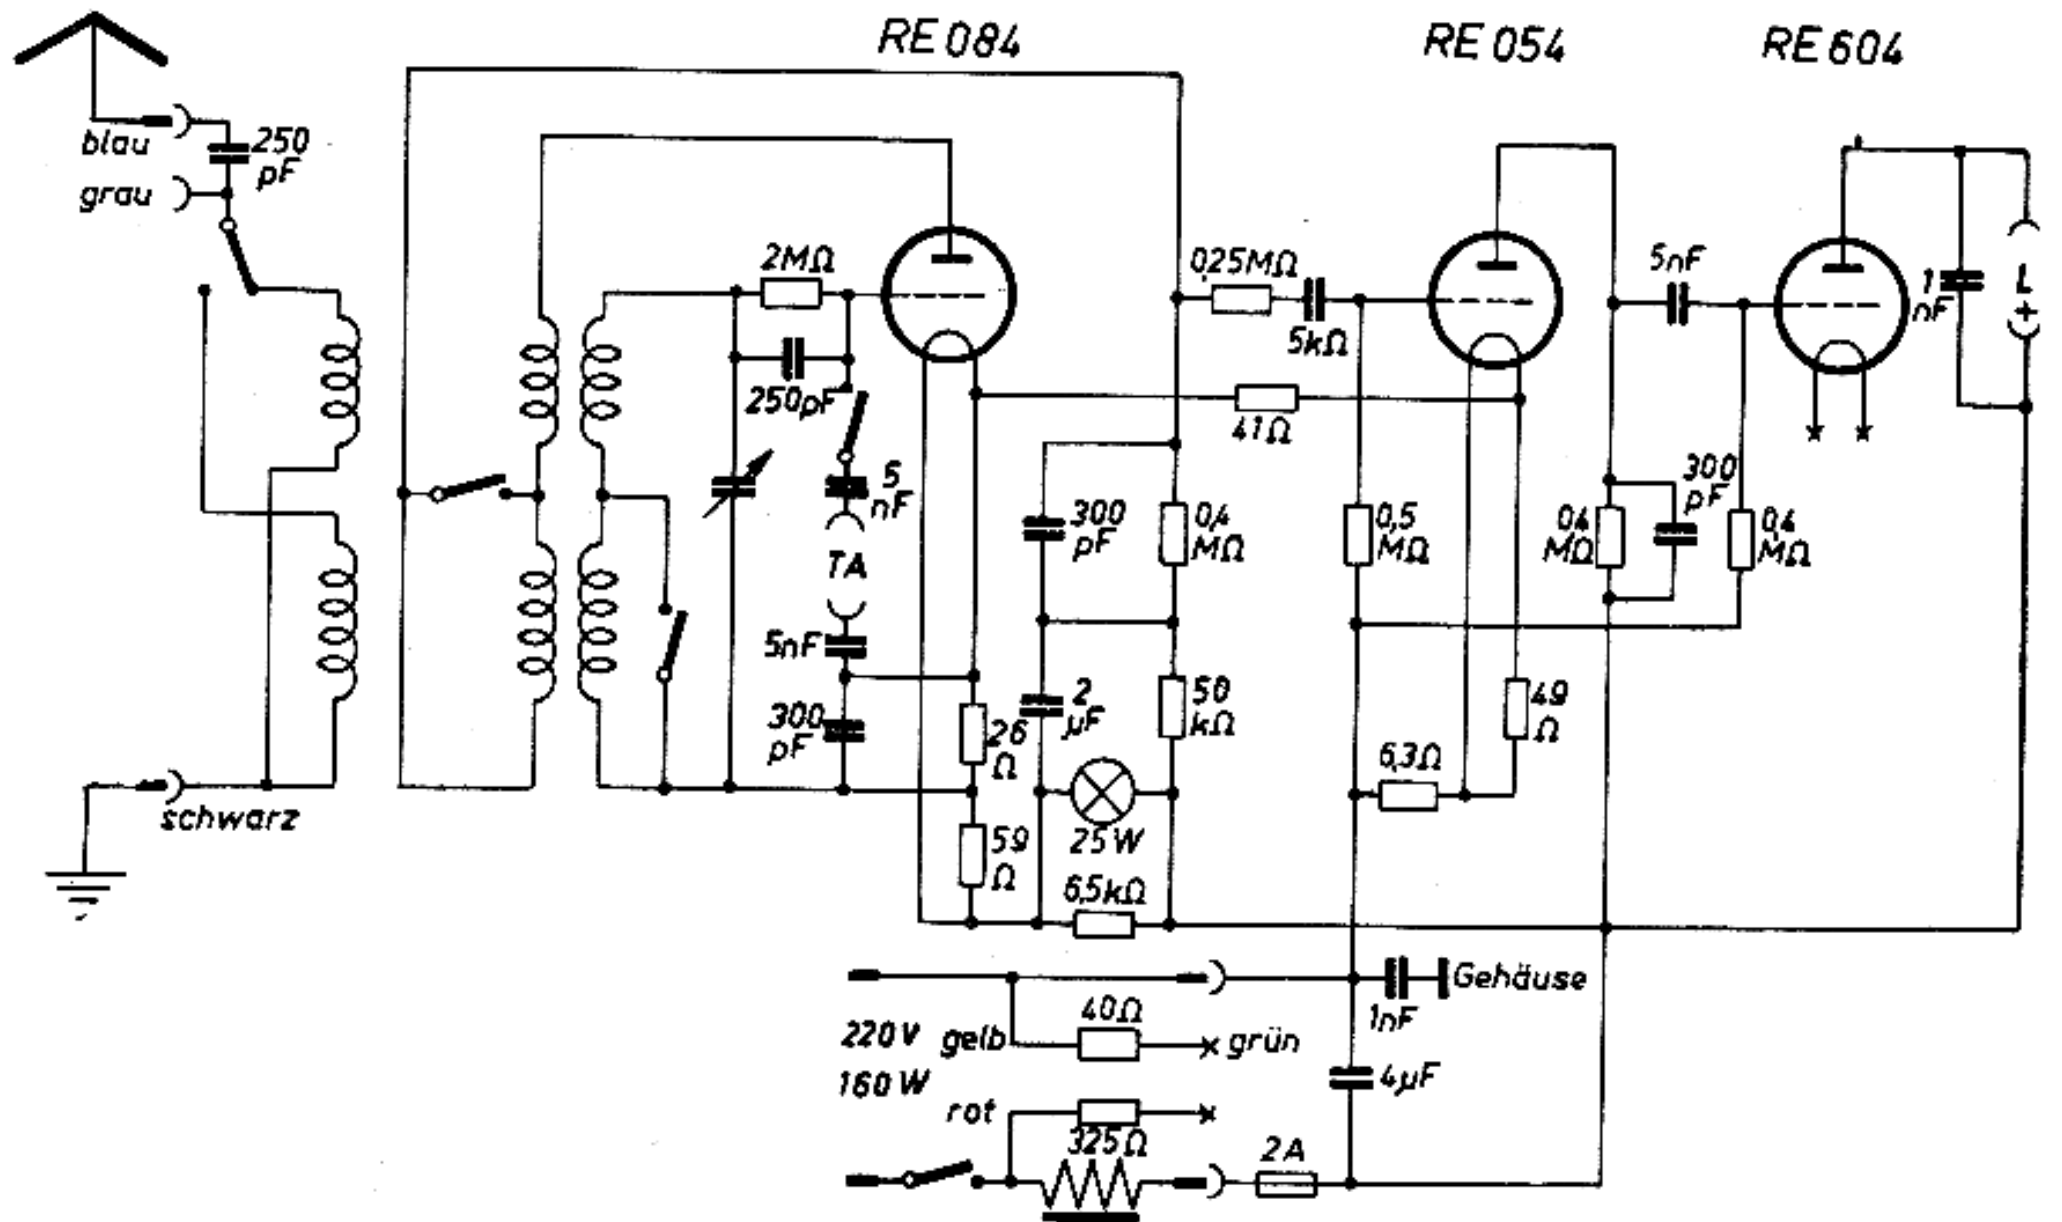 RE 084
RE 054
RE 604
blau
250
pF
grau
2MΩ
0,25MΩ
5nF
1
nF
L
+
5kΩ
250pF
41Ω
5
nF
300
pF
0,4
MΩ
0,5
MΩ
04
MΩ
300
pF
0,4
MΩ
TA
5nF
300
pF
26
Ω
2
µF
50
kΩ
49
Ω
6,3Ω
schwarz
25W
59
Ω
6,5kΩ
Gehäuse
1nF
40Ω
220V
gelb
grün
160W
4µF
rot
325Ω
2A